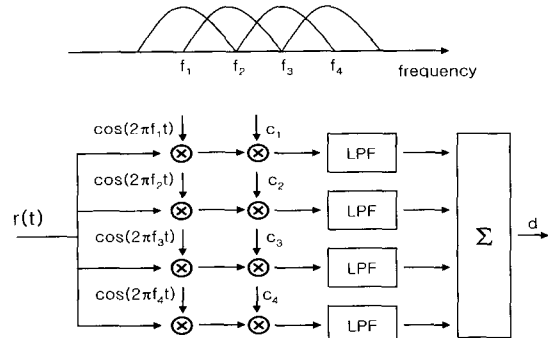 f₁ f₂ f₃ f₄ frequency
cos(2πf₁t) c₁
LPF
cos(2πf₂t) c₂
LPF
r(t)
Σ
d
cos(2πf₃t) c₃
LPF
cos(2πf₄t) c₄
LPF